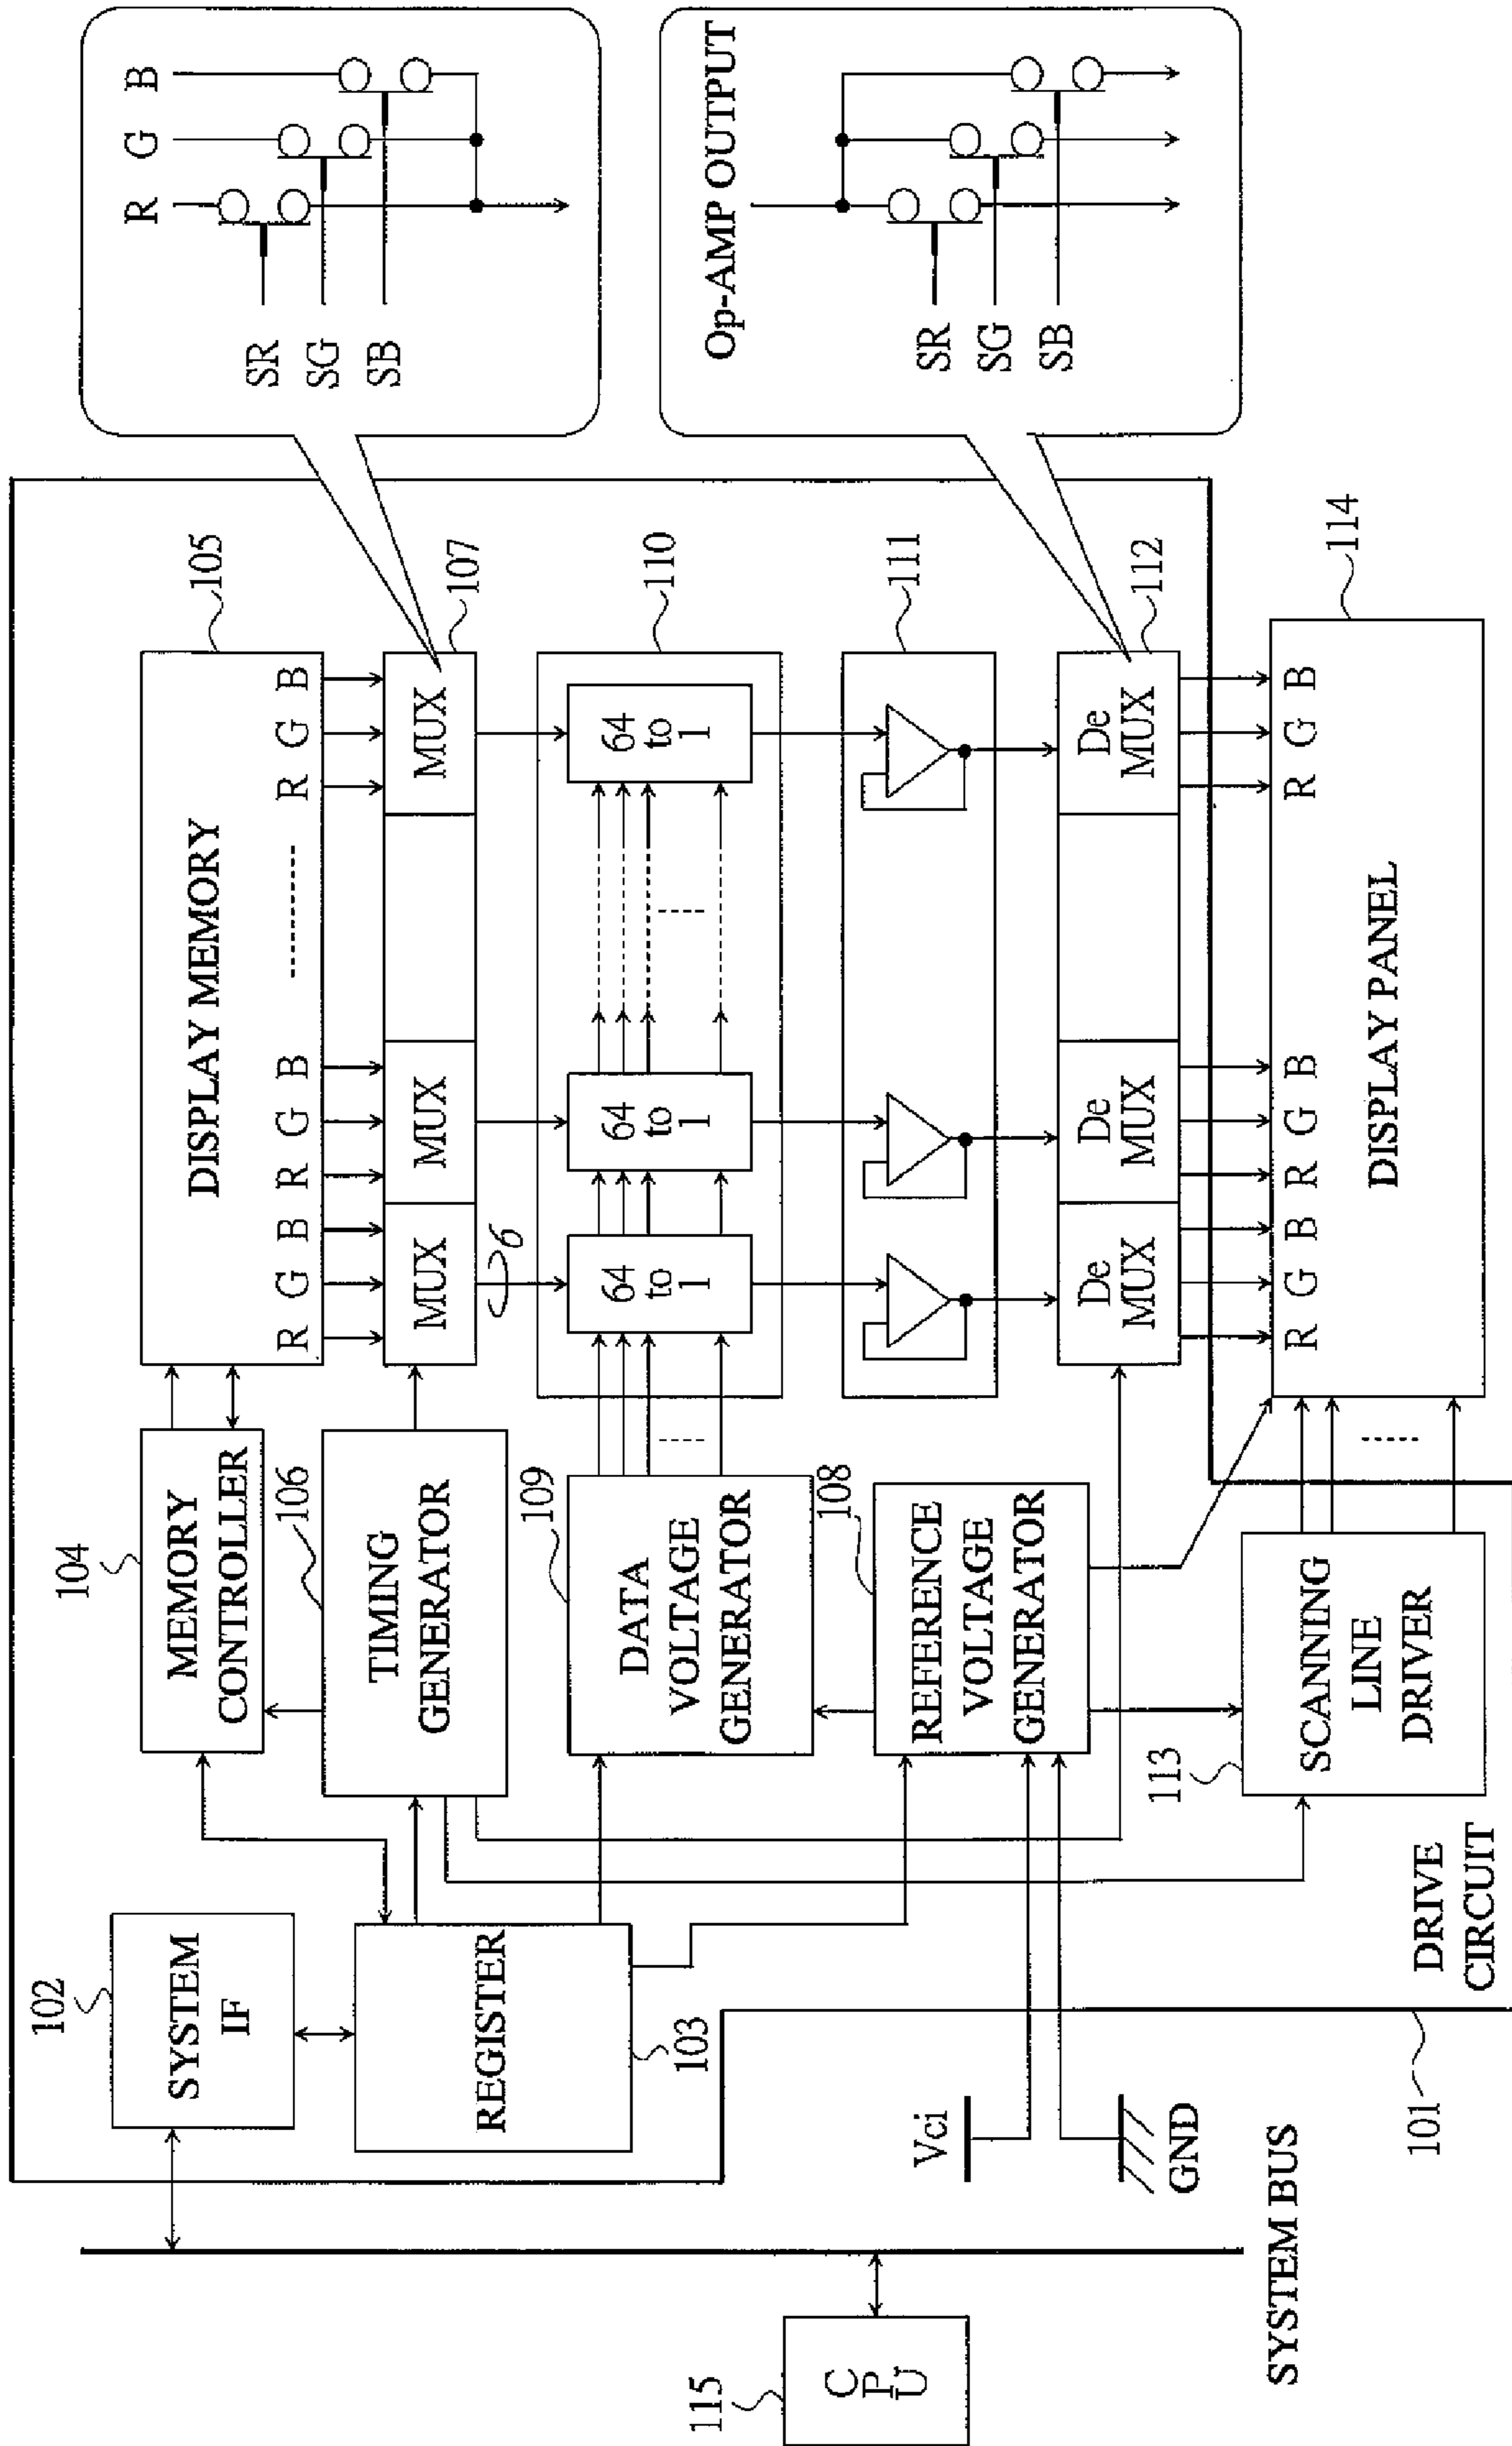 115
C
P
U
SYSTEM BUS
102
SYSTEM
IF
REGISTER
103
Vci
GND
101
DRIVE
CIRCUIT
104
MEMORY
CONTROLLER
106
TIMING
GENERATOR
109
DATA
VOLTAGE
GENERATOR
108
REFERENCE
VOLTAGE
GENERATOR
113
SCANNING
LINE
DRIVER
DISPLAY MEMORY
105
R G B R G B R G B
MUX MUX MUX
107
6
64
to
1
64
to
1
64
to
1
110
111
De
MUX
De
MUX
De
MUX
112
R G B R G B R G B
DISPLAY PANEL
114
R G B
SR
SG
SB
Op-AMP OUTPUT
SR
SG
SB